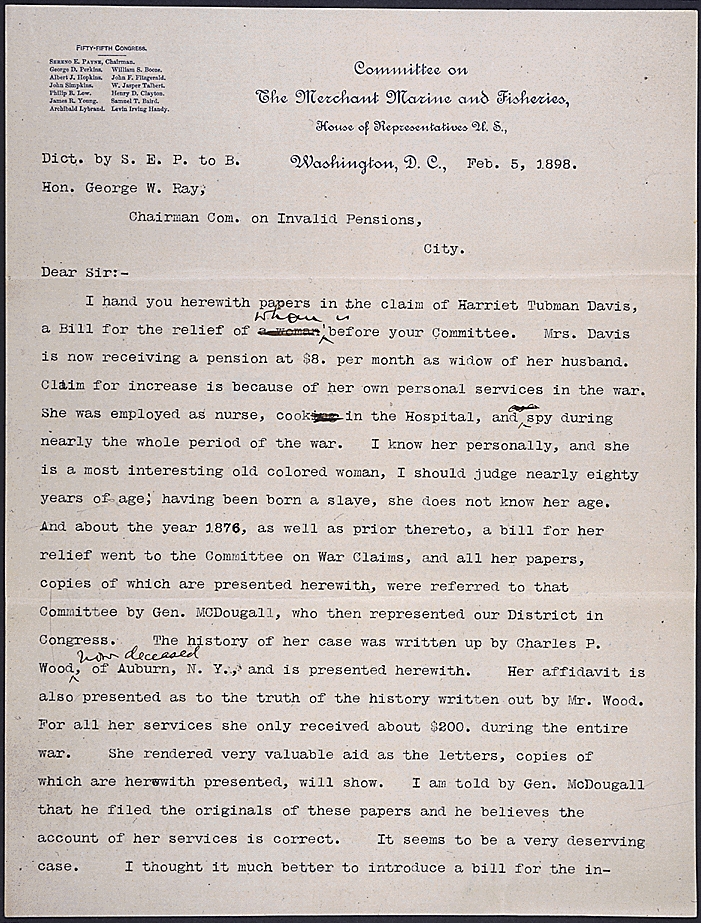 FIFTY-FIFTH CONGRESS.
SERENO E. PAYNE, Chairman.
George D. Perkins. William S. Booze.
Albert J. Hopkins. John F. Fitzgerald.
John Simpkins. W. Jasper Talbert.
Philip B. Low. Henry D. Clayton.
James R. Young. Samuel T. Baird.
Archibald Lybrand. Levin Irving Handy.
Committee on
The Merchant Marine and Fisheries,
House of Representatives U. S.,
Dict. by S. E. P. to B. Washington, D. C., Feb. 5, 1898.
Hon. George W. Ray,
Chairman Com. on Invalid Pensions,
City.
Dear Sir:-
I hand you herewith papers in the claim of Harriet Tubman Davis,
whom is
a Bill for the relief of a woman before your Committee. Mrs. Davis
is now receiving a pension at $8. per month as widow of her husband.
Claim for increase is because of her own personal services in the war.
She was employed as nurse, cooking in the Hospital, and spy during
nearly the whole period of the war. I know her personally, and she
is a most interesting old colored woman, I should judge nearly eighty
years of age, having been born a slave, she does not know her age.
And about the year 1876, as well as prior thereto, a bill for her
relief went to the Committee on War Claims, and all her papers,
copies of which are presented herewith, were referred to that
Committee by Gen. MCDougall, who then represented our District in
Congress. The history of her case was written up by Charles P.
now deceased
Wood, of Auburn, N. Y., and is presented herewith. Her affidavit is
also presented as to the truth of the history written out by Mr. Wood.
For all her services she only received about $200. during the entire
war. She rendered very valuable aid as the letters, copies of
which are herewith presented, will show. I am told by Gen. McDougall
that he filed the originals of these papers and he believes the
account of her services is correct. It seems to be a very deserving
case. I thought it much better to introduce a bill for the in-